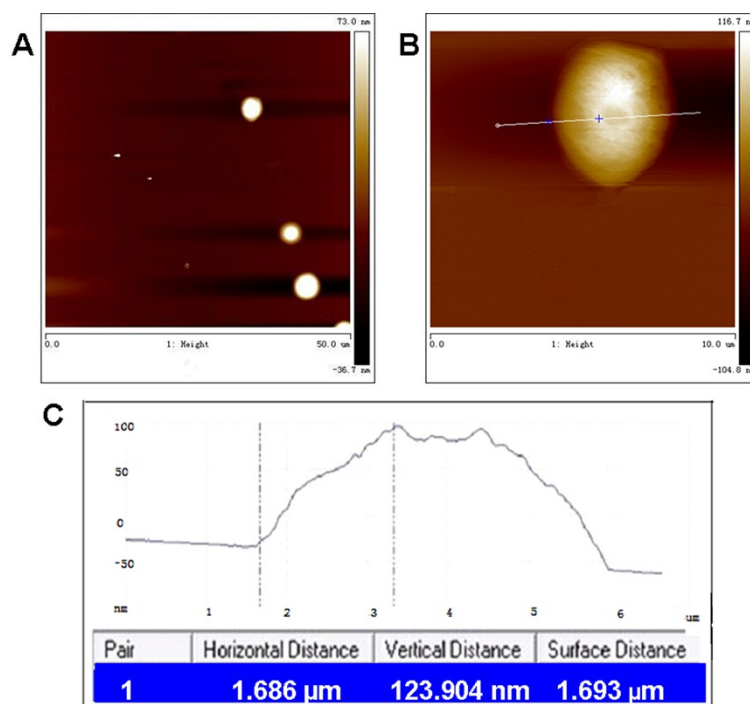 A
73.0 nm
-36.7 nm
0.0
1: Height
50.0 um
B
116.7 n
-104.8 n
0.0
1: Height
10.0 um
C
100
50
0
-50
nm
1
2
3
4
5
6
um
Pair
Horizontal Distance
Vertical Distance
Surface Distance
1
1.686 µm
123.904 nm
1.693 µm